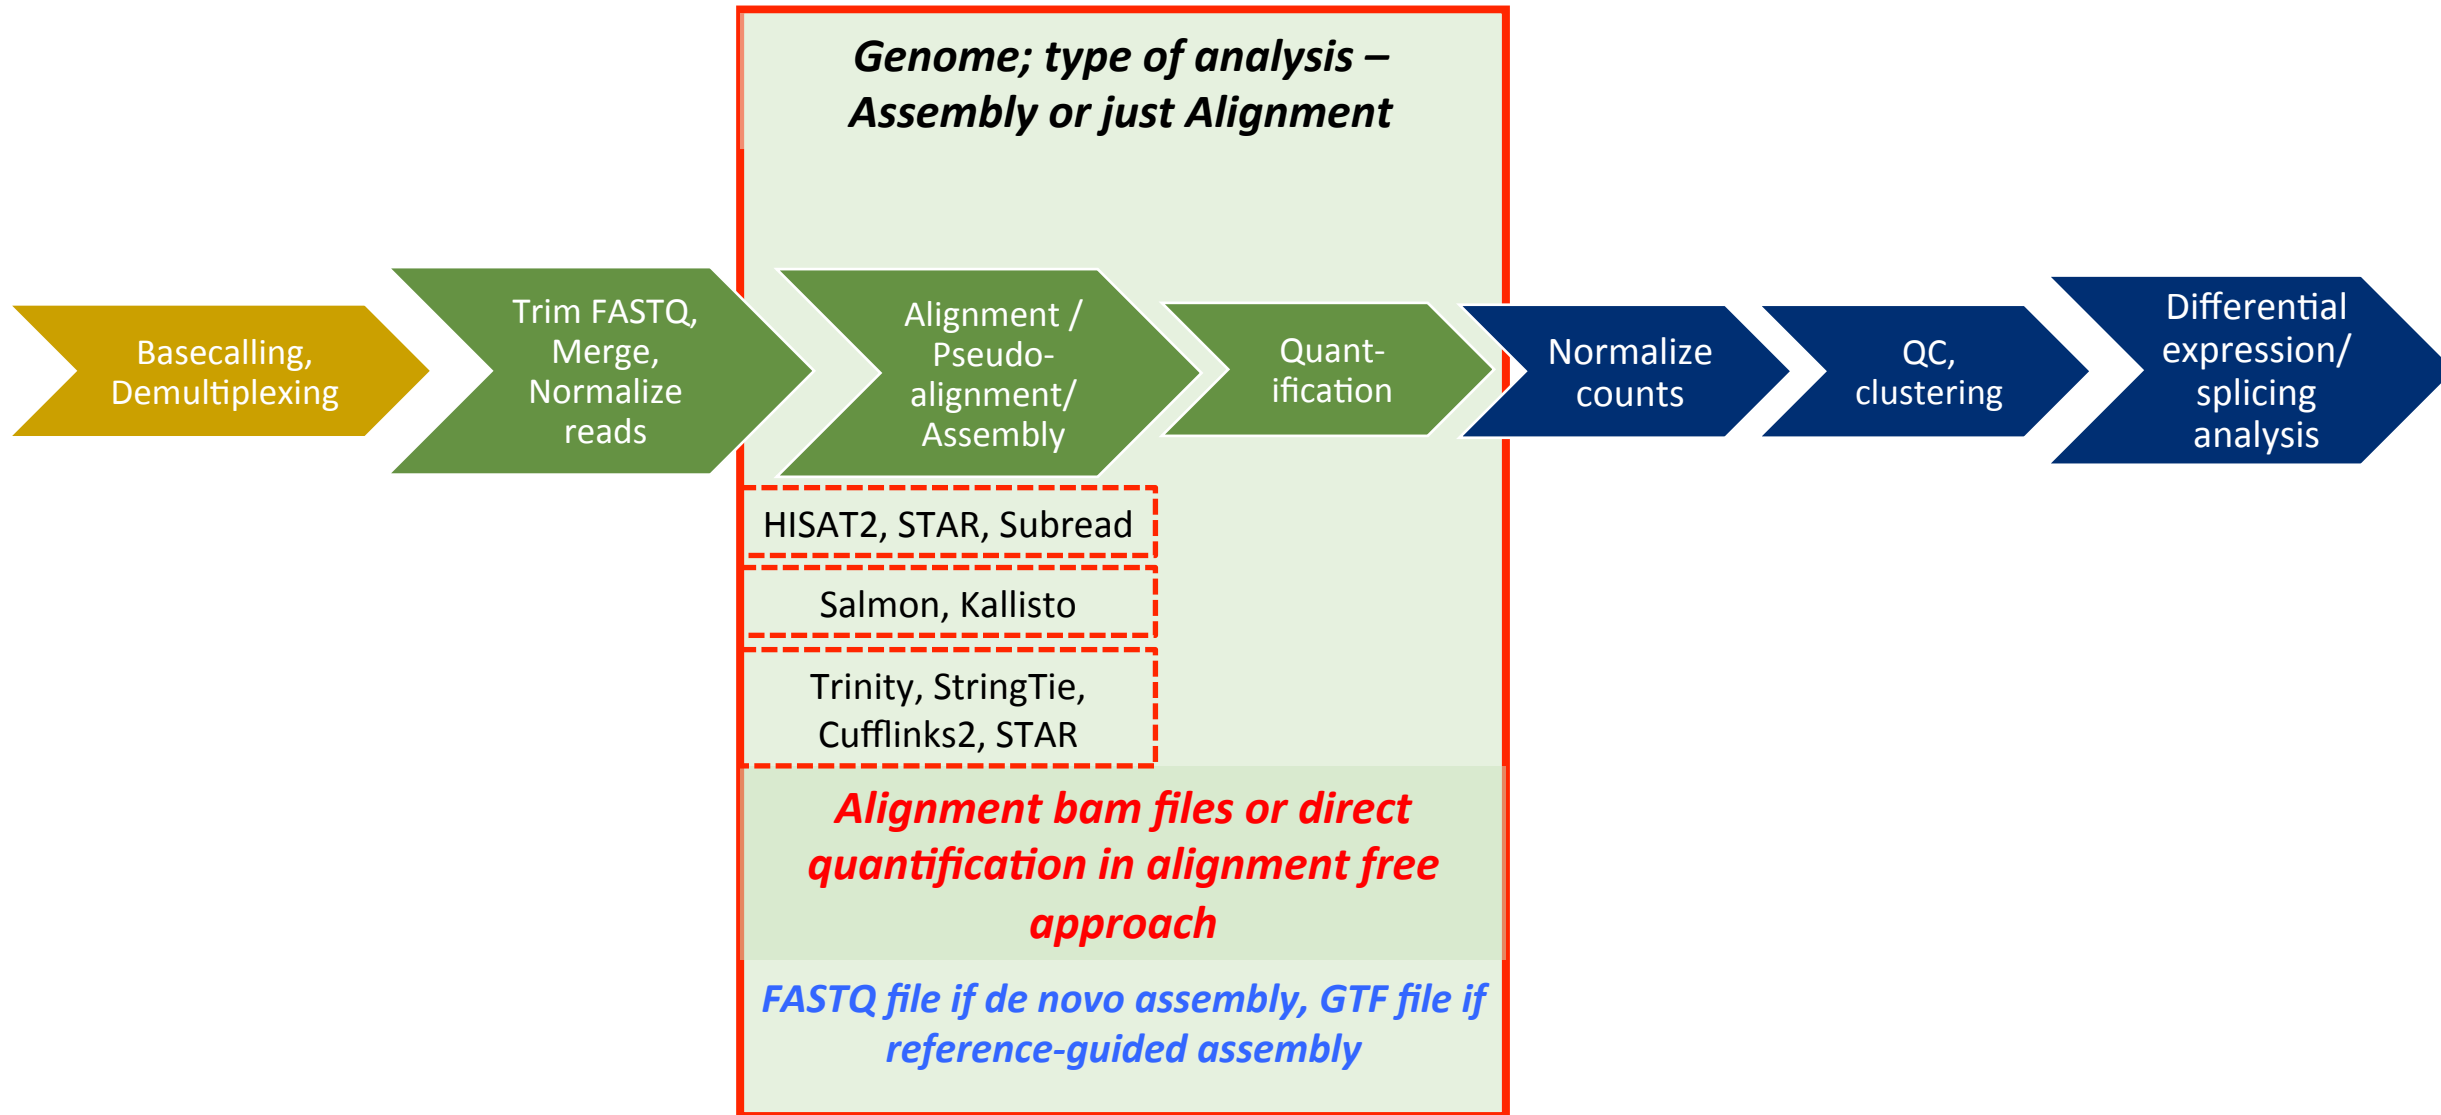 Genome; type of analysis –
Assembly or just Alignment
Basecalling,
Demultiplexing
Trim FASTQ,
Merge,
Normalize
reads
Alignment /
Pseudo-
alignment/
Assembly
Quant-
ification
Normalize
counts
QC,
clustering
Differential
expression/
splicing
analysis
HISAT2, STAR, Subread
Salmon, Kallisto
Trinity, StringTie,
Cufflinks2, STAR
Alignment bam files or direct
quantification in alignment free
approach
FASTQ file if de novo assembly, GTF file if
reference-guided assembly